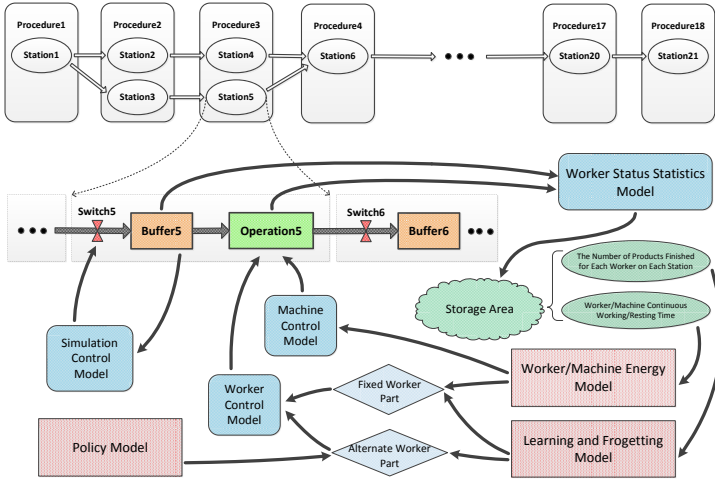 Procedure1
Procedure2
Procedure3
Procedure4
Procedure17
Procedure18
Station1
Station2
Station4
Station6
Station20
Station21
Station3
Station5
Worker Status Statistics
Model
Switch5
Switch6
Buffer5
Operation5
Buffer6
The Number of Products Finished
for Each Worker on Each Station
Storage Area
Worker/Machine Continuous
Working/Resting Time
Machine
Control
Model
Simulation
Control
Model
Worker/Machine Energy
Model
Fixed Worker
Part
Worker
Control
Model
Learning and Frogetting
Model
Policy Model
Alternate Worker
Part